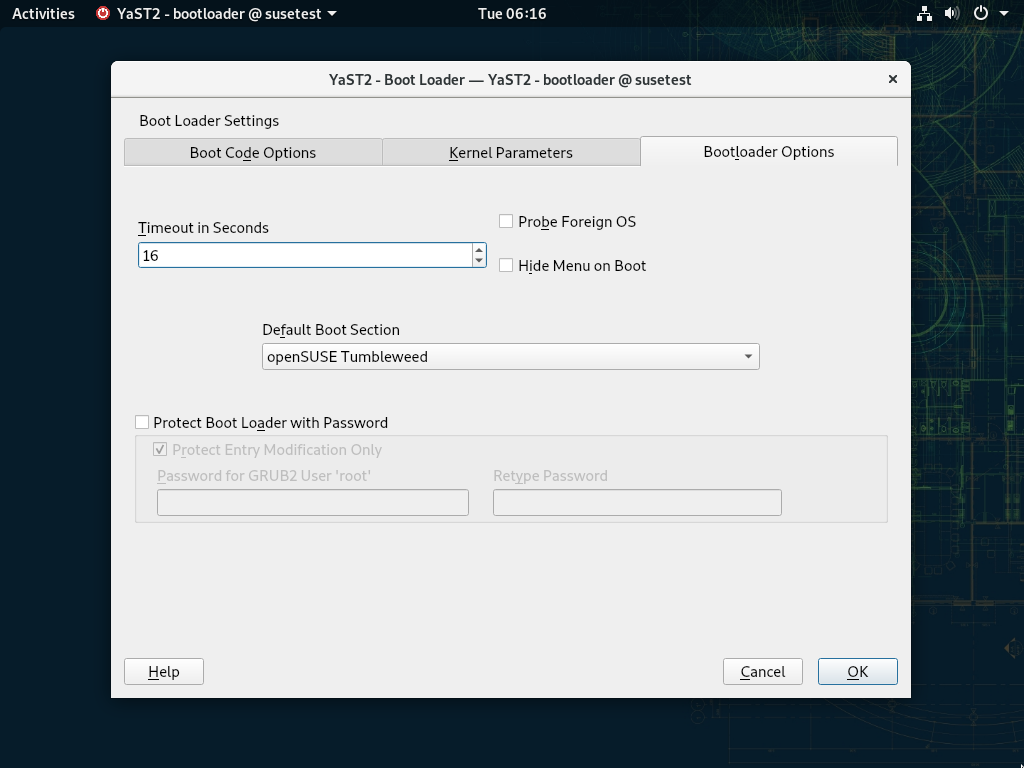 Activities YaST2 - bootloader @ susetest Tue 06:16
YaST2 - Boot Loader — YaST2 - bootloader @ susetest
Boot Loader Settings
Boot Code Options Kernel Parameters Bootloader Options
Timeout in Seconds
16
Probe Foreign OS
Hide Menu on Boot
Default Boot Section
openSUSE Tumbleweed
Protect Boot Loader with Password
Protect Entry Modification Only
Password for GRUB2 User 'root' Retype Password
Help Cancel OK